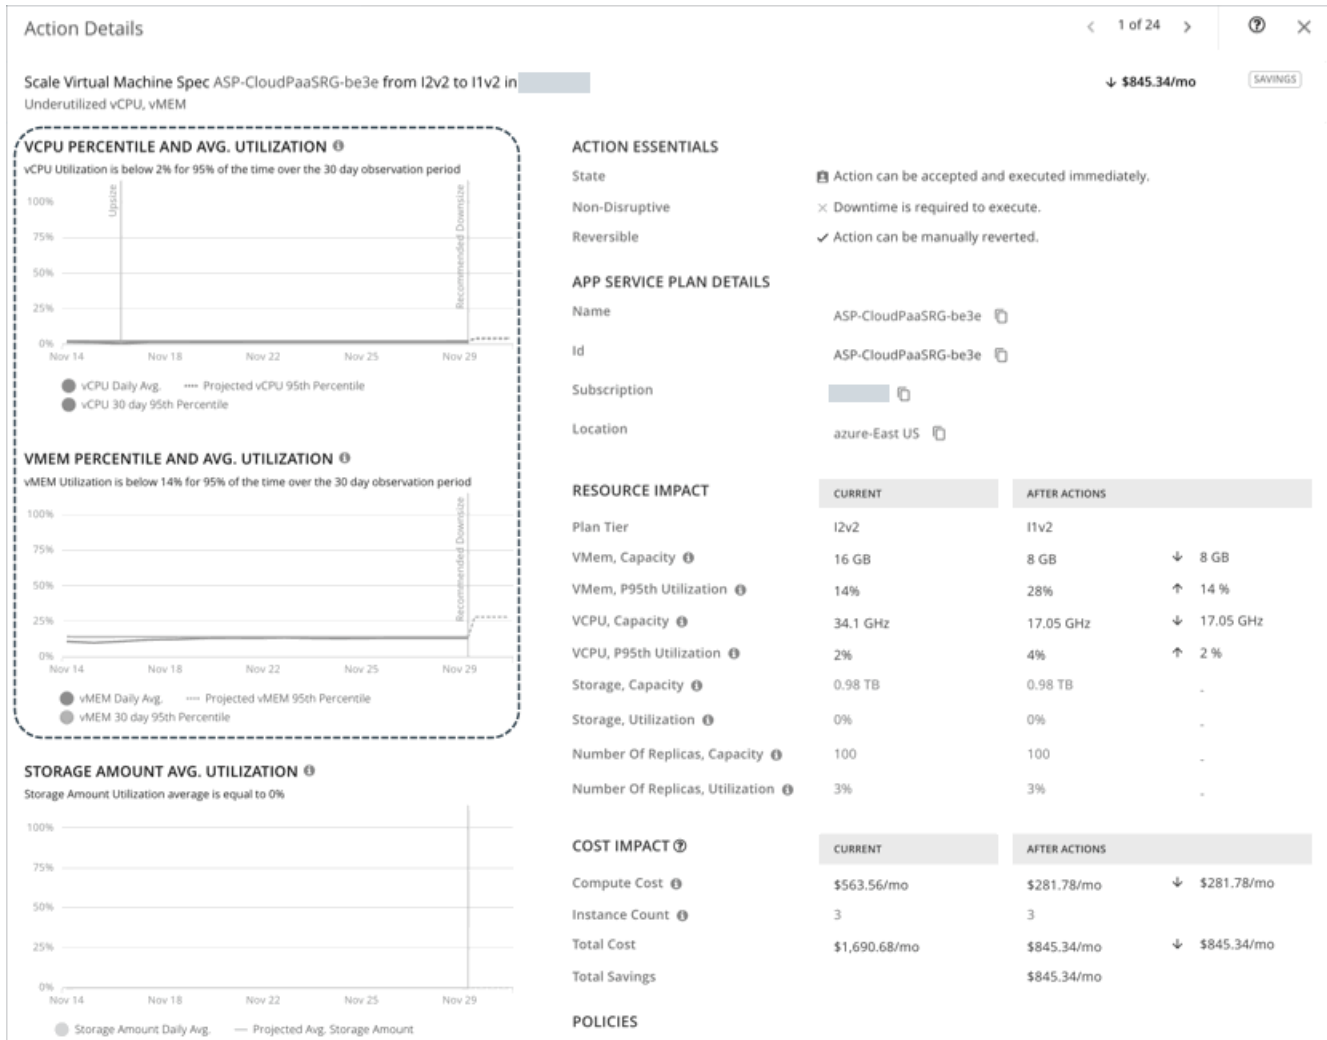 Action Details
1 of 24
Scale Virtual Machine Spec ASP-CloudPaaSRG-be3e from I2v2 to I1v2 in
↓ $845.34/mo
SAVINGS
Underutilized vCPU, vMEM
VCPU PERCENTILE AND AVG. UTILIZATION
vCPU Utilization is below 2% for 95% of the time over the 30 day observation period
100%
75%
50%
25%
0%
Upsize
Recommended Downsize
Nov 14 Nov 18 Nov 22 Nov 25 Nov 29
vCPU Daily Avg. Projected vCPU 95th Percentile
vCPU 30 day 95th Percentile
VMEM PERCENTILE AND AVG. UTILIZATION
vMEM Utilization is below 14% for 95% of the time over the 30 day observation period
100%
75%
50%
25%
0%
Recommended Downsize
Nov 14 Nov 18 Nov 22 Nov 25 Nov 29
vMEM Daily Avg. Projected vMEM 95th Percentile
vMEM 30 day 95th Percentile
STORAGE AMOUNT AVG. UTILIZATION
Storage Amount Utilization average is equal to 0%
100%
75%
50%
25%
0%
Nov 14 Nov 18 Nov 22 Nov 25 Nov 29
Storage Amount Daily Avg. Projected Avg. Storage Amount
ACTION ESSENTIALS
State Action can be accepted and executed immediately.
Non-Disruptive Downtime is required to execute.
Reversible Action can be manually reverted.
APP SERVICE PLAN DETAILS
Name ASP-CloudPaaSRG-be3e
Id ASP-CloudPaaSRG-be3e
Subscription
Location azure-East US
RESOURCE IMPACT CURRENT AFTER ACTIONS
Plan Tier I2v2 I1v2
VMem, Capacity 16 GB 8 GB ↓ 8 GB
VMem, P95th Utilization 14% 28% ↑ 14 %
VCPU, Capacity 34.1 GHz 17.05 GHz ↓ 17.05 GHz
VCPU, P95th Utilization 2% 4% ↑ 2 %
Storage, Capacity 0.98 TB 0.98 TB -
Storage, Utilization 0% 0% -
Number Of Replicas, Capacity 100 100 -
Number Of Replicas, Utilization 3% 3% -
COST IMPACT CURRENT AFTER ACTIONS
Compute Cost $563.56/mo $281.78/mo ↓ $281.78/mo
Instance Count 3 3
Total Cost $1,690.68/mo $845.34/mo ↓ $845.34/mo
Total Savings $845.34/mo
POLICIES